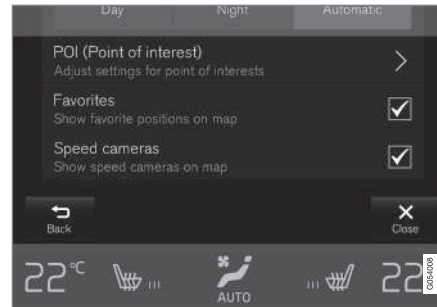 Day Night Automatic
POI (Point of interest)
Adjust settings for point of interests
Favorites
Show favorite positions on map
Speed cameras
Show speed cameras on map
Back
Close
22°C
AUTO
22
G054008